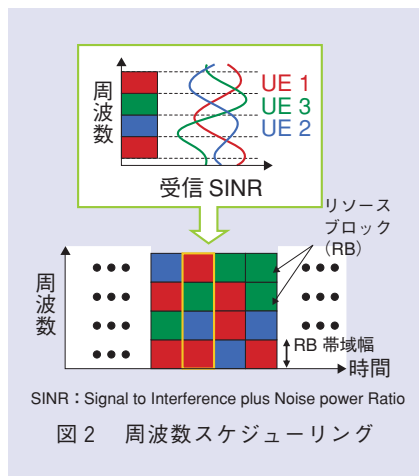 周波数
UE 1
UE 3
UE 2
受信 SINR
リソース
ブロック
（RB）
周波数
•••
•••
•••
•••
•••
•••
•••
•••
RB 帯域幅
時間
SINR：Signal to Interference plus Noise power Ratio
図 2　周波数スケジューリング